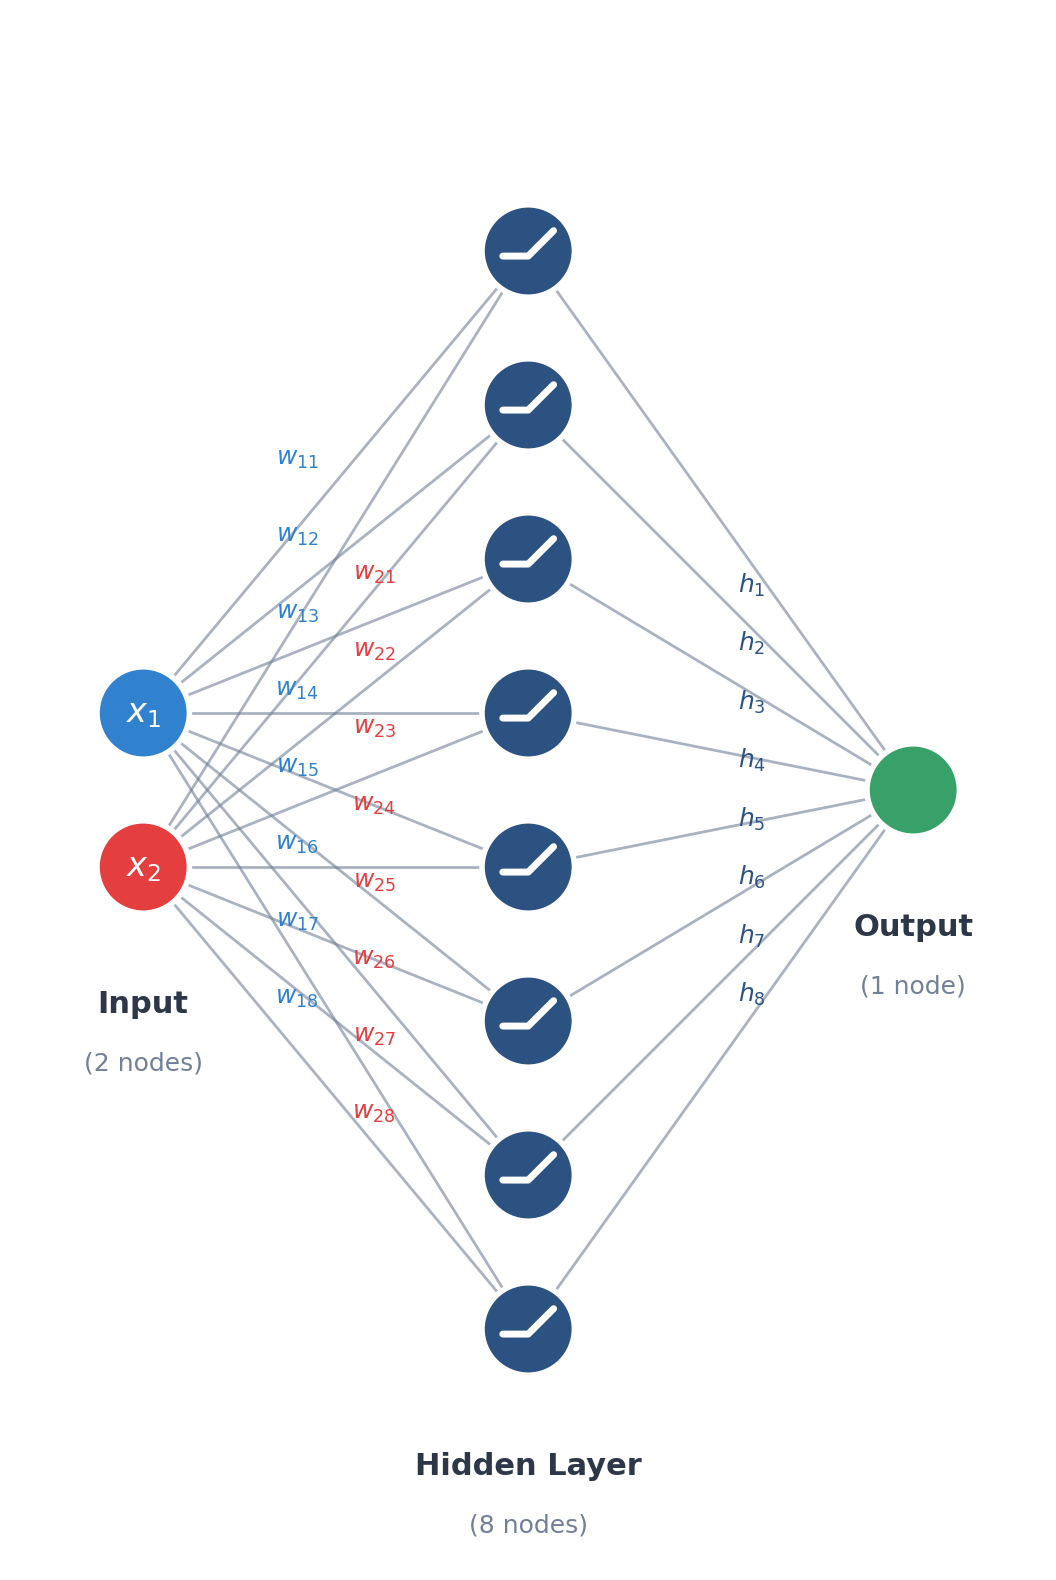 w11
w12
w21
w13
w22
w14
x1
w23
w15
w24
w16
x2
w25
w17
w26
w18
w27
w28
h1
h2
h3
h4
h5
h6
h7
h8
Input
(2 nodes)
Output
(1 node)
Hidden Layer
(8 nodes)